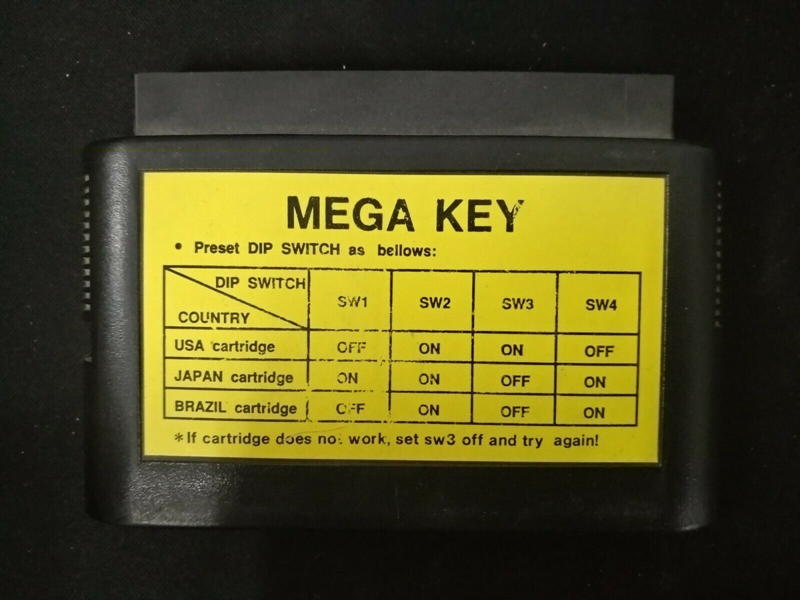 MEGA KEY
• Preset DIP SWITCH as bellows:
DIP SWITCH
COUNTRY
SW1 SW2 SW3 SW4
USA cartridge OFF ON ON OFF
JAPAN cartridge ON ON OFF ON
BRAZIL cartridge OFF ON OFF ON
*If cartridge does not work, set sw3 off and try again!